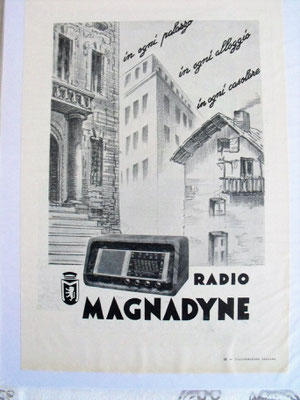 in ogni palazzo
in ogni alloggio
in ogni casolare
RADIO
MAGNADYNE